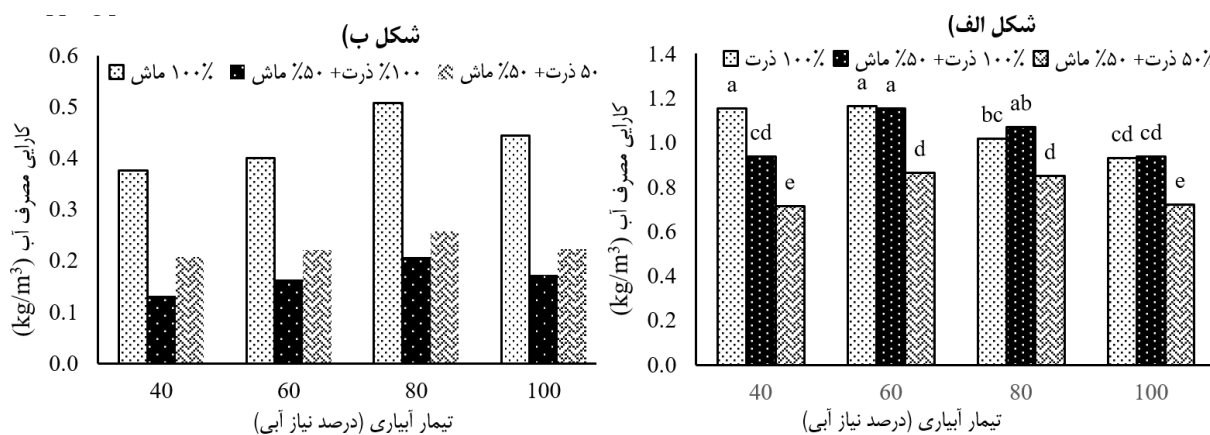 شکل الف)
۱۰۰٪ ذرت
۱۰۰٪ ذرت+ ۵۰٪ ماش
۵۰٪ ذرت+ ۵۰٪ ماش
کارایی مصرف آب (kg/m³)
1.4
1.2
1.0
0.8
0.6
0.4
0.2
0.0
a cd e
a a d
bc ab d
cd cd e
40 60 80 100
تیمار آبیاری (درصد نیاز آبی)
شکل ب)
۱۰۰٪ ماش
۱۰۰٪ ذرت+ ۵۰٪ ماش
۵۰ ذرت+ ۵۰٪ ماش
کارایی مصرف آب (kg/m³)
0.6
0.5
0.4
0.3
0.2
0.1
0.0
40 60 80 100
تیمار آبیاری (درصد نیاز آبی)